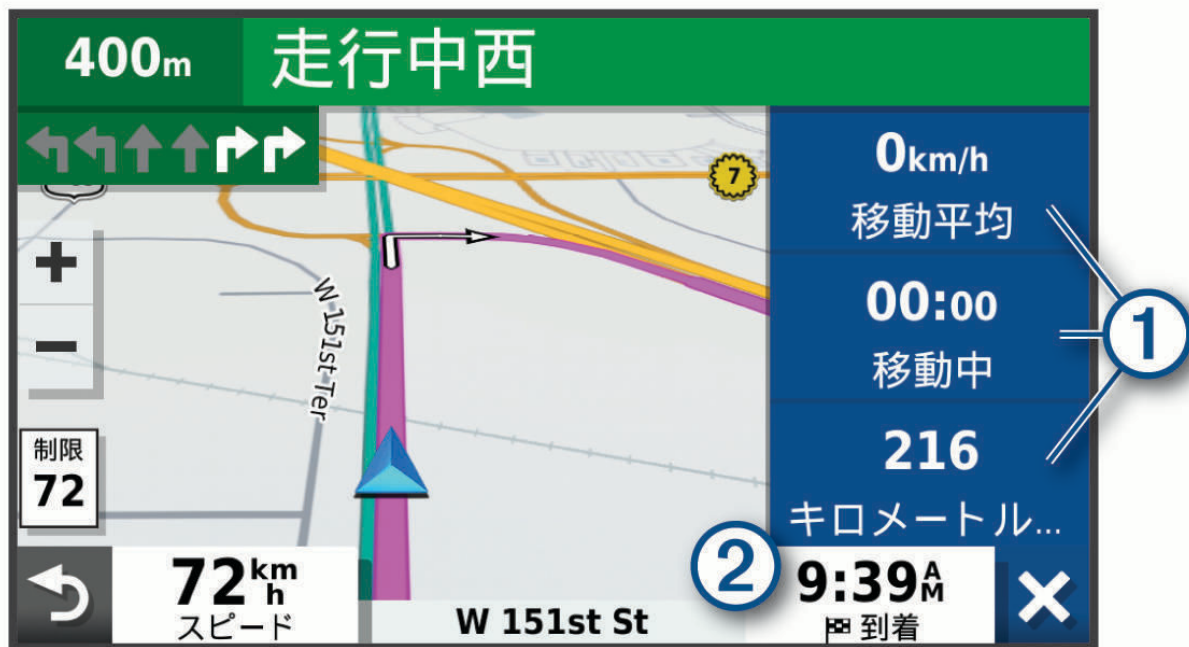 400m 走行中西
7
0km/h
移動平均
00:00
移動中
216
キロメートル...
1
+
−
W 151st Ter
制限
72
72 km/h
スピード
W 151st St
2
9:39AM
到着